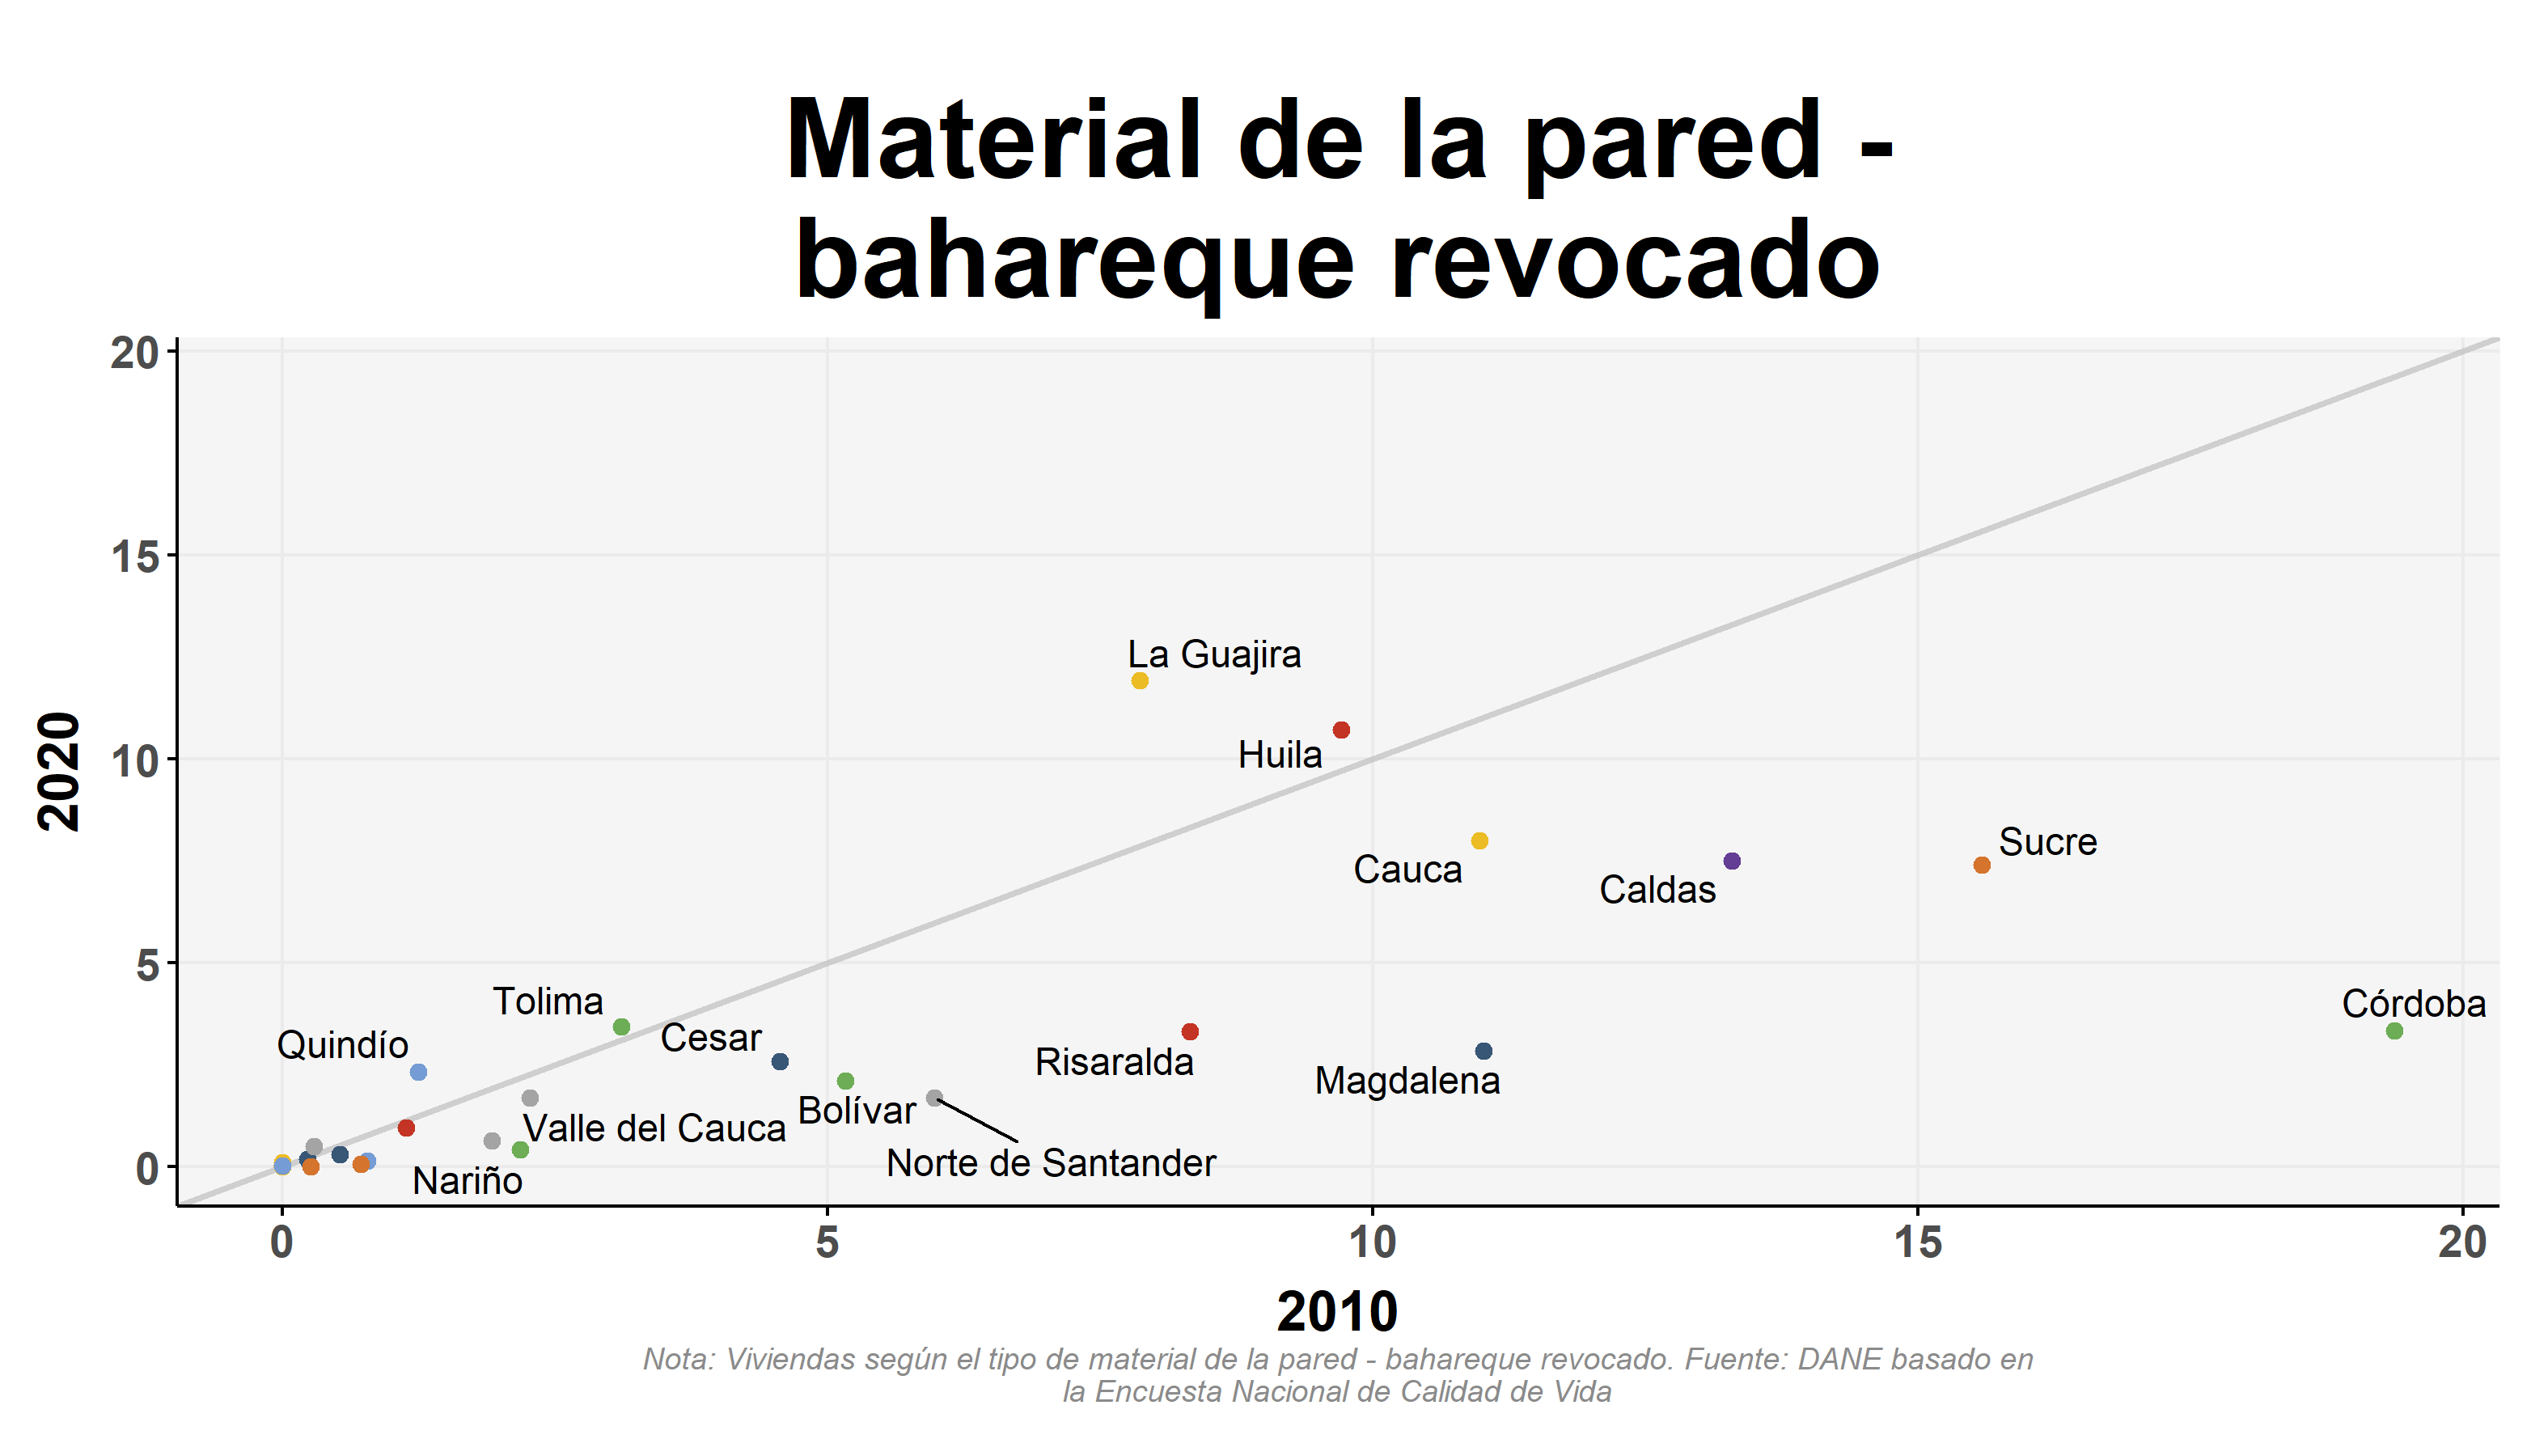 Material de la pared -
bahareque revocado
20
15
10
5
0
2020
La Guajira
Huila
Cauca
Caldas
Sucre
Tolima
Quindío
Cesar
Risaralda
Magdalena
Córdoba
Bolívar
Valle del Cauca
Norte de Santander
Nariño
0 5 10 15 20
2010
Nota: Viviendas según el tipo de material de la pared - bahareque revocado. Fuente: DANE basado en
la Encuesta Nacional de Calidad de Vida